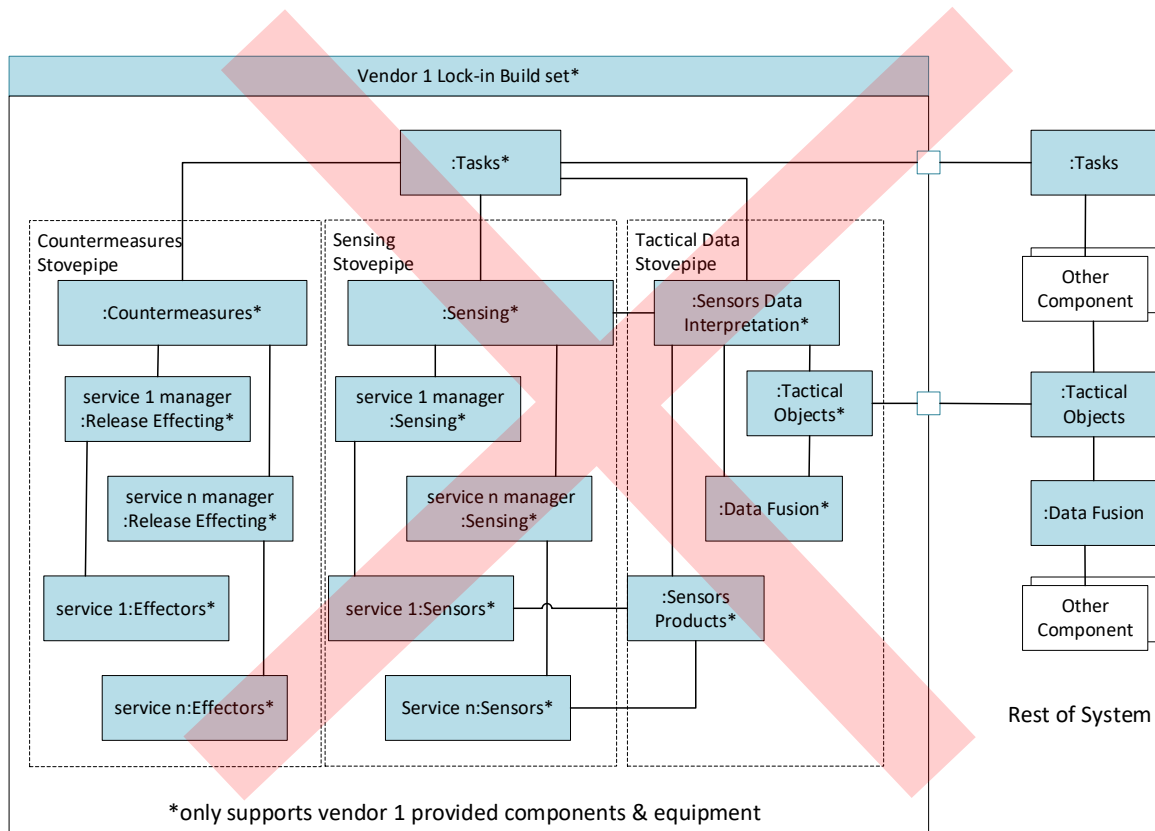 Vendor 1 Lock-in Build set*
:Tasks*
:Tasks
Countermeasures
Stovepipe
Sensing
Stovepipe
Tactical Data
Stovepipe
:Countermeasures*
:Sensing*
:Sensors Data
Interpretation*
Other
Component
service 1 manager
:Release Effecting*
service 1 manager
:Sensing*
:Tactical
Objects*
:Tactical
Objects
service n manager
:Release Effecting*
service n manager
:Sensing*
:Data Fusion*
:Data Fusion
service 1:Effectors*
service 1:Sensors*
:Sensors
Products*
Other
Component
service n:Effectors*
Service n:Sensors*
Rest of System
*only supports vendor 1 provided components & equipment